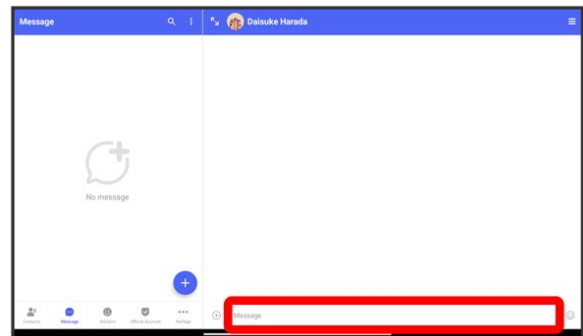 Message
Daisuke Harada
No message
Contacts
Message
Stickers
Official Account
MyPage
Message